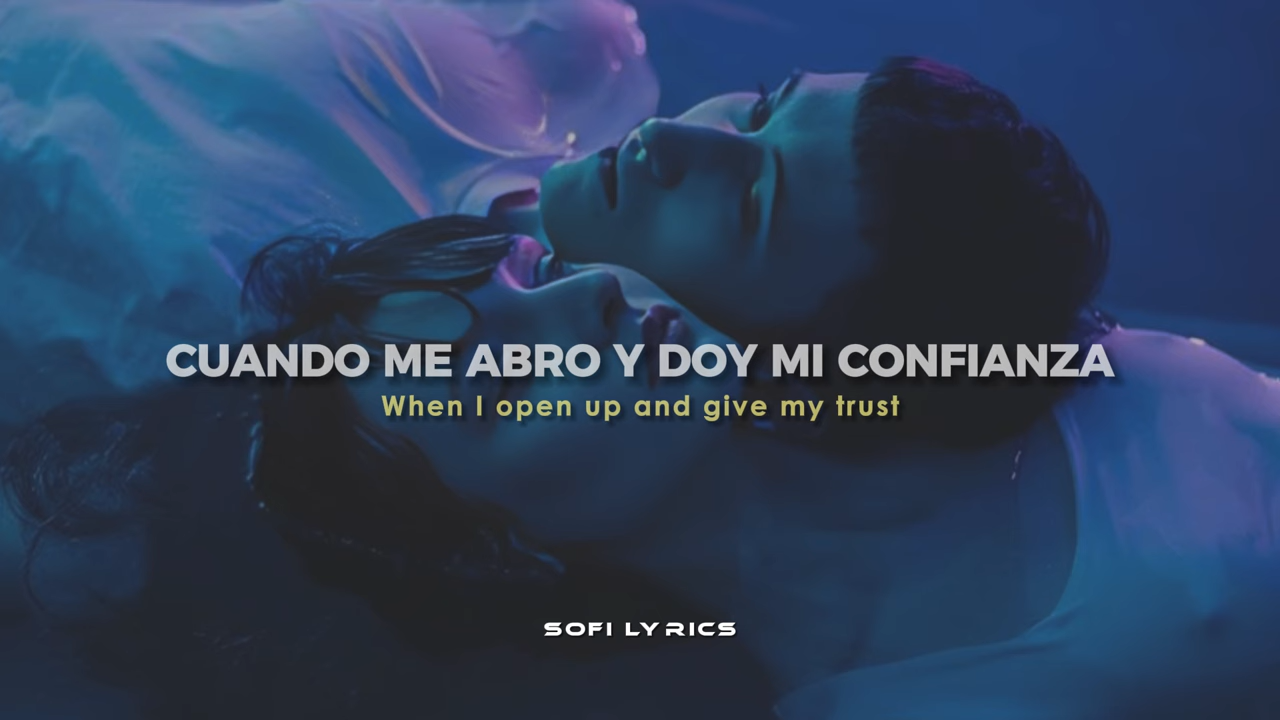 CUANDO ME ABRO Y DOY MI CONFIANZA
When I open up and give my trust
SOFI LYRICS